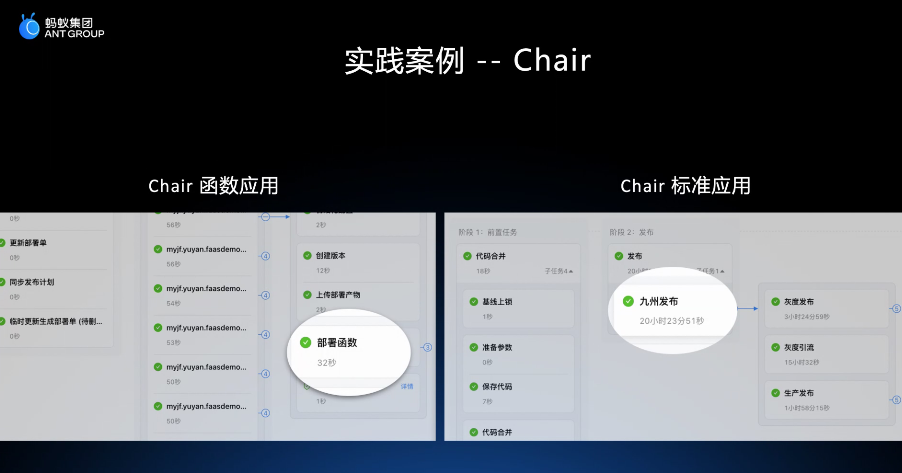 蚂蚁集团
ANT GROUP
实践案例 -- Chair
Chair 函数应用
0秒
更新部署单
0秒
同步发布计划
0秒
临时更新生成部署单 (待删...
0秒
56秒
myjf.yuyan.faasdemo...
56秒
myjf.yuyan.faasdemo...
54秒
myjf.yuyan.faasdemo...
53秒
myjf.yuyan.faasdemo...
50秒
myjf.yuyan.faasdemo...
50秒
4
4
4
4
4
2秒
创建版本
12秒
上传部署产物
2秒
部署函数
32秒
详情
1秒
3
Chair 标准应用
阶段 1：前置任务
代码合并
18秒
子任务4
基线上锁
1秒
准备参数
0秒
保存代码
7秒
代码合并
阶段 2：发布
发布
九州发布
20小时23分51秒
灰度发布
3小时24分59秒
灰度引流
15小时32秒
生产发布
1小时58分15秒
5
5